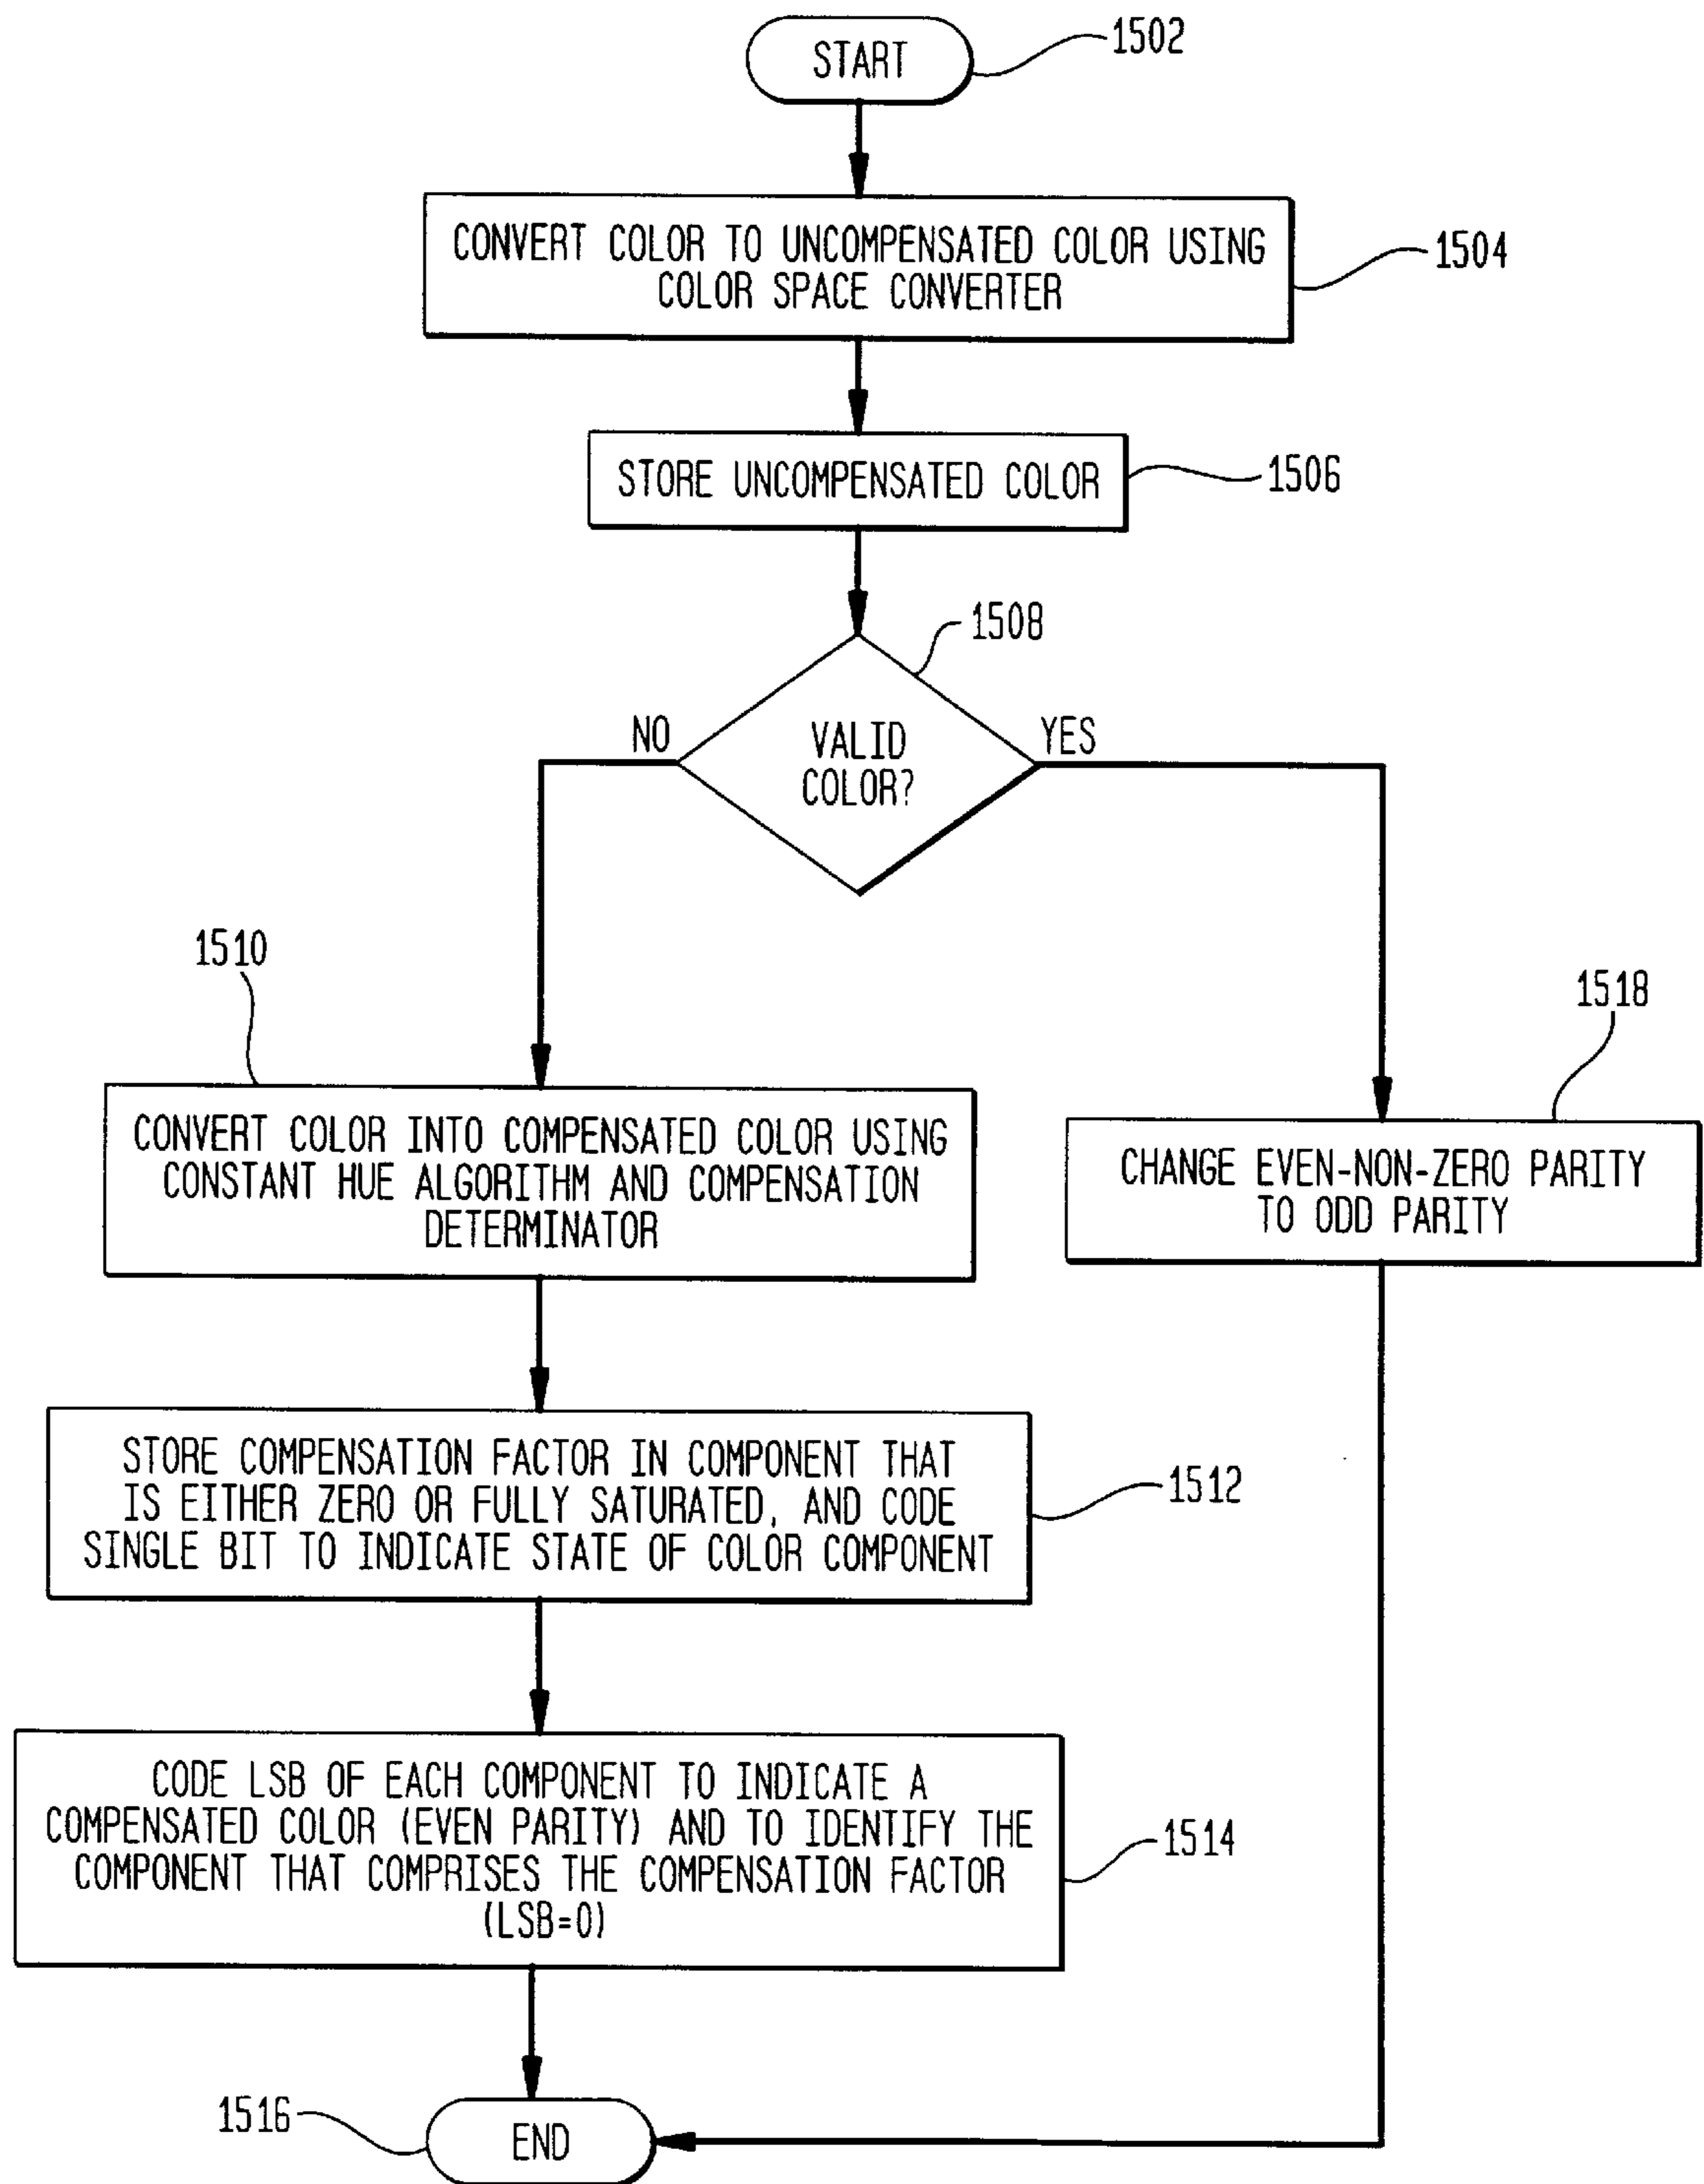 START
1502
CONVERT COLOR TO UNCOMPENSATED COLOR USING
COLOR SPACE CONVERTER
1504
STORE UNCOMPENSATED COLOR
1506
1508
NO
VALID
COLOR?
YES
1510
1518
CONVERT COLOR INTO COMPENSATED COLOR USING
CONSTANT HUE ALGORITHM AND COMPENSATION
DETERMINATOR
CHANGE EVEN-NON-ZERO PARITY
TO ODD PARITY
STORE COMPENSATION FACTOR IN COMPONENT THAT
IS EITHER ZERO OR FULLY SATURATED, AND CODE
SINGLE BIT TO INDICATE STATE OF COLOR COMPONENT
1512
CODE LSB OF EACH COMPONENT TO INDICATE A
COMPENSATED COLOR (EVEN PARITY) AND TO IDENTIFY THE
COMPONENT THAT COMPRISES THE COMPENSATION FACTOR
(LSB=0)
1514
1516
END